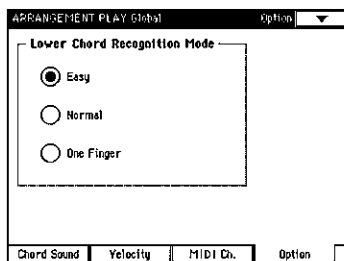 ARRANGEMENT PLAY Global Option
Lower Chord Recognition Mode
Easy
Normal
One Finger
Chord Sound Velocity MIDI Ch. Option